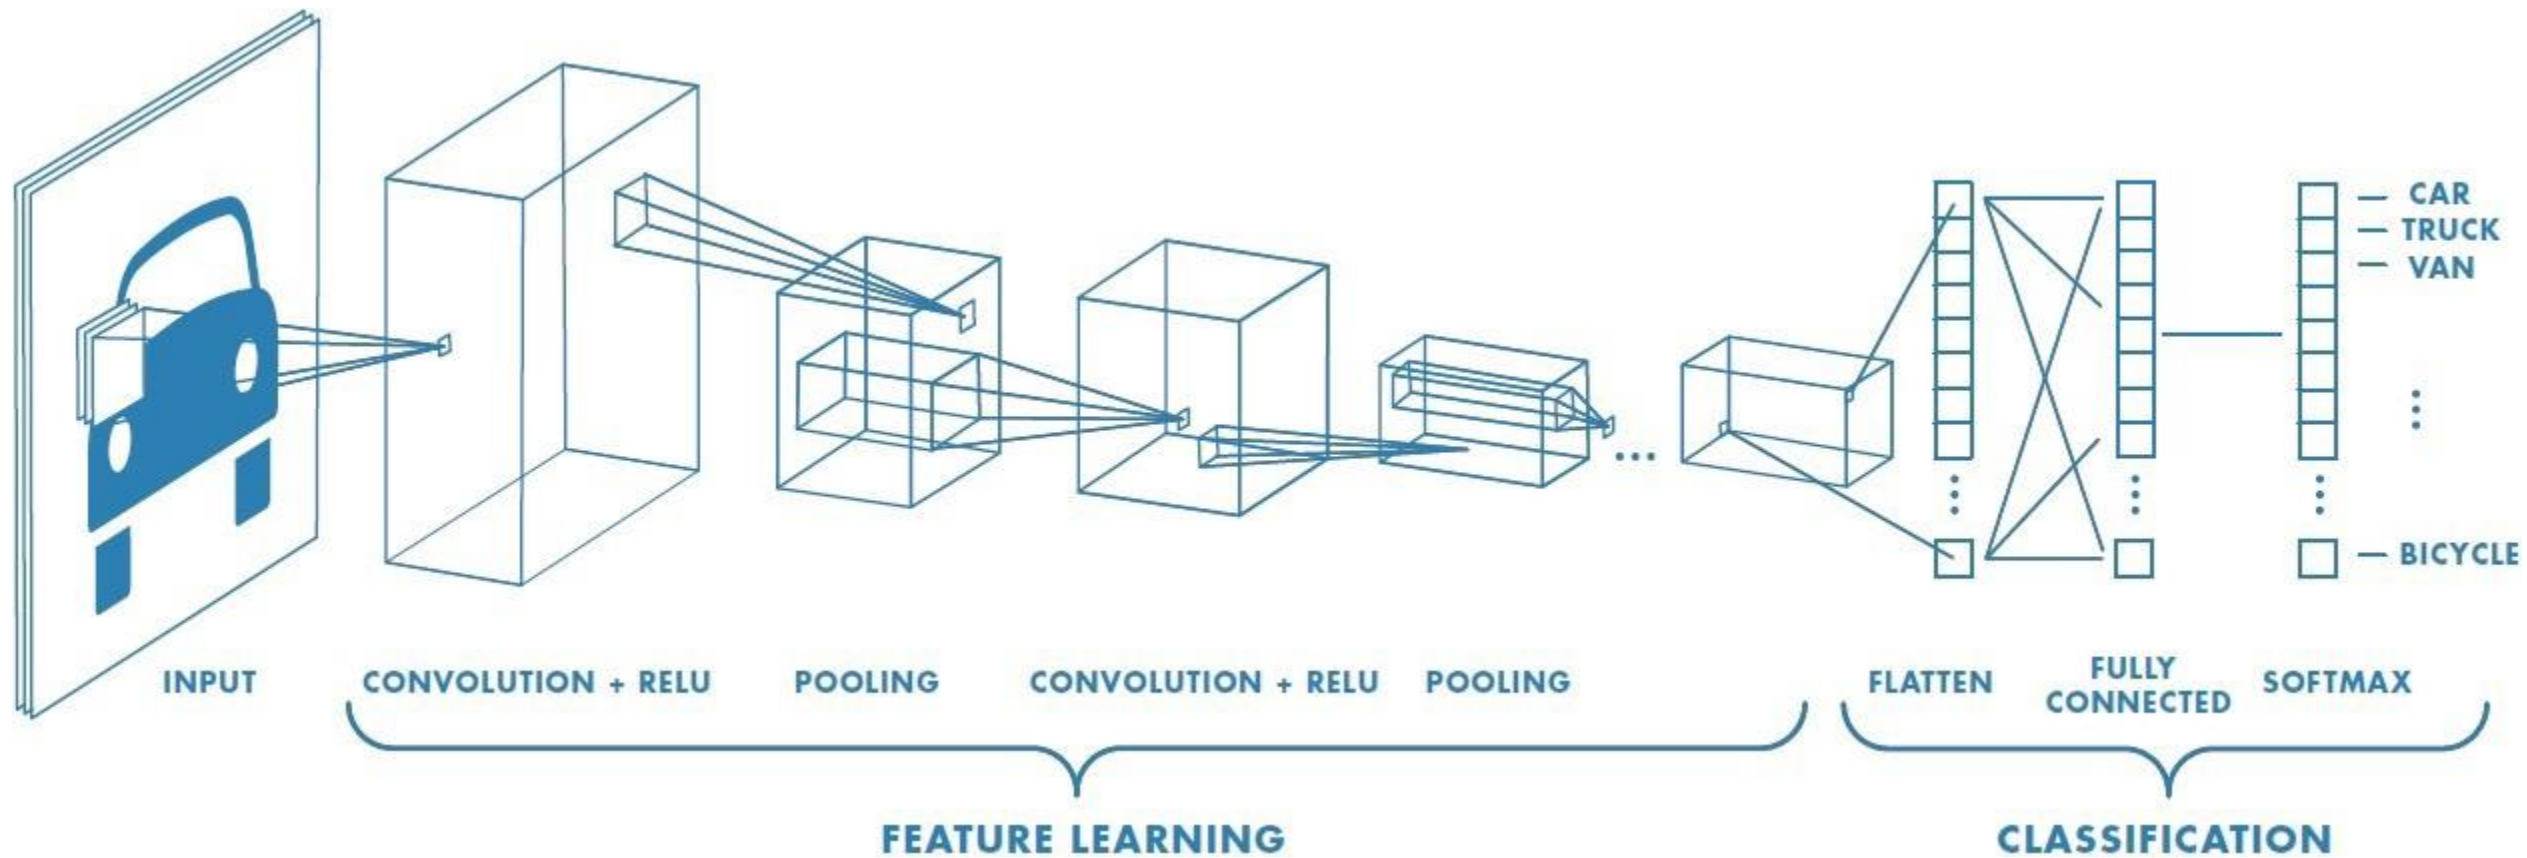 CAR
TRUCK
VAN
BICYCLE
INPUT
CONVOLUTION + RELU
POOLING
CONVOLUTION + RELU
POOLING
FLATTEN
FULLY
CONNECTED
SOFTMAX
FEATURE LEARNING
CLASSIFICATION